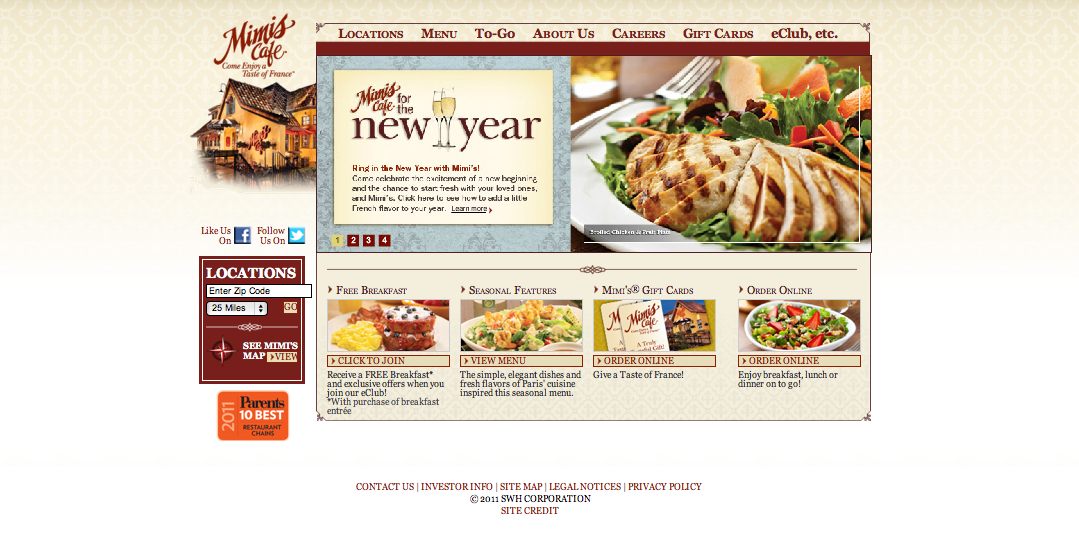 Mimi's
Cafe
Come Enjoy a
Taste of France
LOCATIONS MENU TO-GO ABOUT US CAREERS GIFT CARDS eClub, etc.
Mimi's
Cafe
for
the
new year
Ring in the New Year with Mimi's!
Come celebrate the excitement of a new beginning
and the chance to start fresh with your loved ones,
and Mimi's. Click here to see how to add a little
French flavor to your year. Learn more
1 2 3 4
Broiled Chicken & Fruit
Like Us
On
Follow
Us On
LOCATIONS
Enter Zip Code
25 Miles
GO
SEE MIMI'S
MAP VIEW
2011 Parents
10 BEST
RESTAURANT
CHAINS
FREE BREAKFAST
CLICK TO JOIN
Receive a FREE Breakfast*
and exclusive offers when you
join our eClub!
*With purchase of breakfast
entrée
SEASONAL FEATURES
VIEW MENU
The simple, elegant dishes and
fresh flavors of Paris' cuisine
inspired this seasonal menu.
MIMI'S® GIFT CARDS
Mimi's
ORDER ONLINE
Give a Taste of France!
ORDER ONLINE
ORDER ONLINE
Enjoy breakfast, lunch or
dinner on to go!
CONTACT US | INVESTOR INFO | SITE MAP | LEGAL NOTICES | PRIVACY POLICY
© 2011 SWH CORPORATION
SITE CREDIT